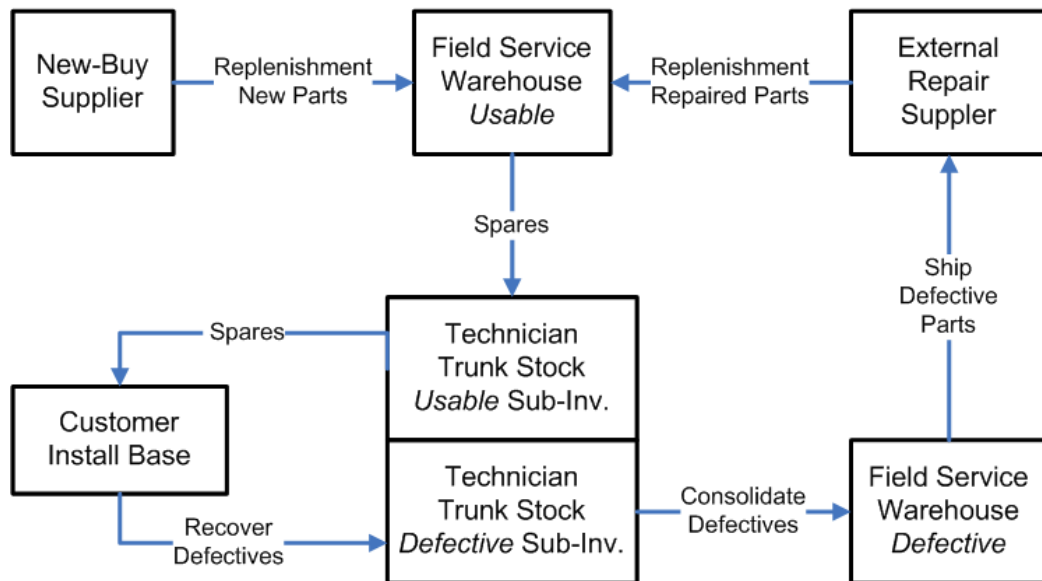 New-Buy
Supplier
Replenishment
New Parts
Field Service
Warehouse
Usable
Replenishment
Repaired Parts
External
Repair
Suppler
Spares
Ship
Defective
Parts
Spares
Technician
Trunk Stock
Usable Sub-Inv.
Customer
Install Base
Technician
Trunk Stock
Defective Sub-Inv.
Recover
Defectives
Consolidate
Defectives
Field Service
Warehouse
Defective